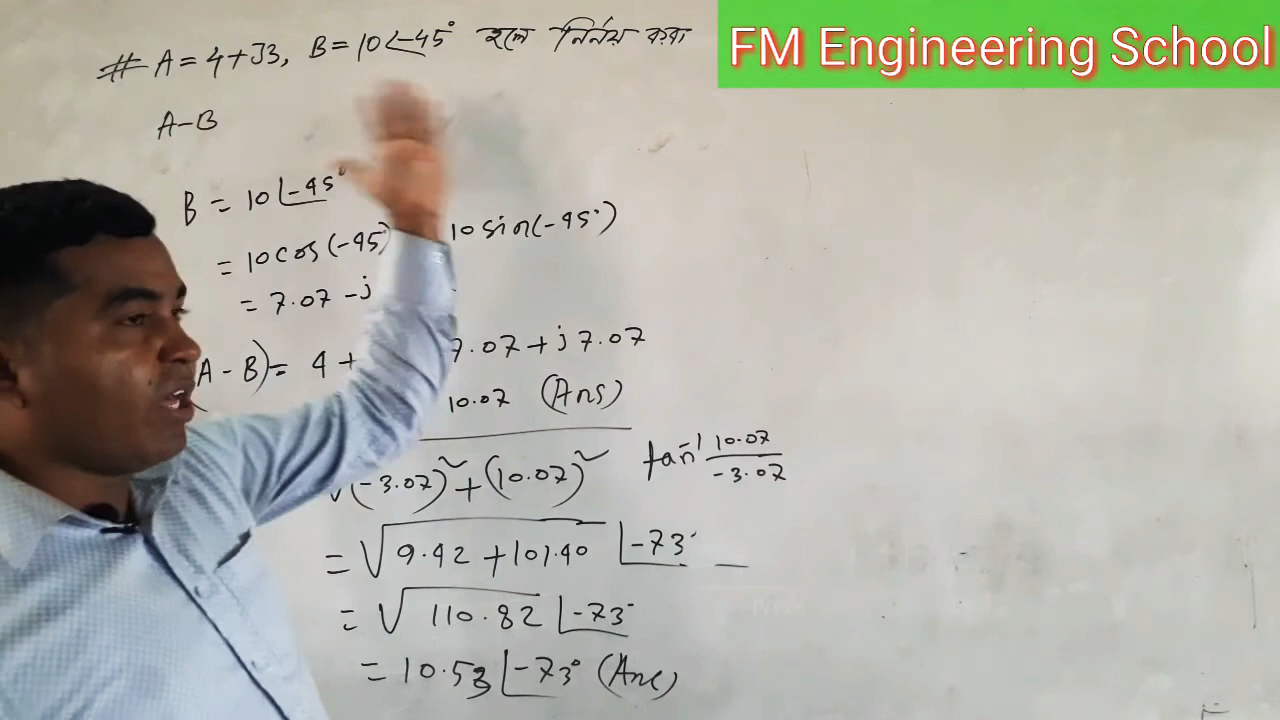 # A = 4+J3, B = 10∠-45° হলে নির্নয় করা
FM Engineering School
A-B
B = 10∠-45°
= 10cos(-45) 10 sin(-45°)
= 7.07 - j
A - B) = 4 + 7.07 + j 7.07
10.07 (Ans)
√(-3.07)² + (10.07)² tan⁻¹ 10.07/-3.07
= √9.42 + 101.40 ∠-73°
= √110.82 ∠-73°
= 10.53 ∠-73° (Ans)